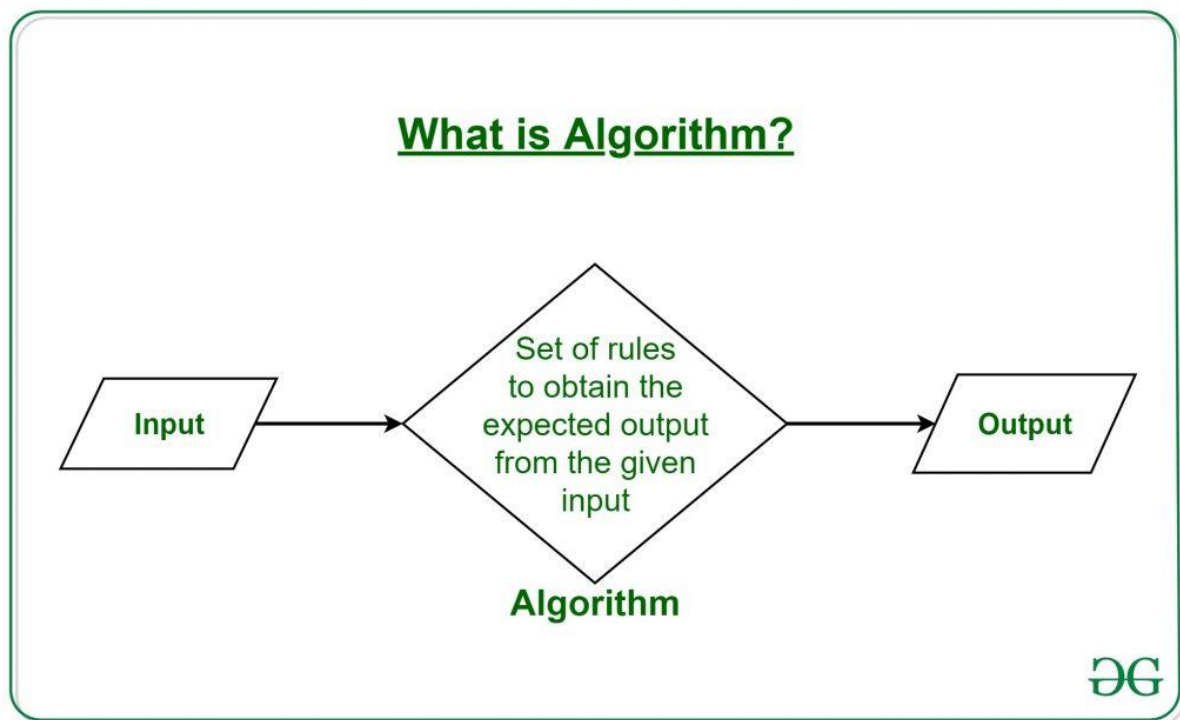 What is Algorithm?
Set of rules
to obtain the
Input
expected output
Output
from the given
input
Algorithm
GG